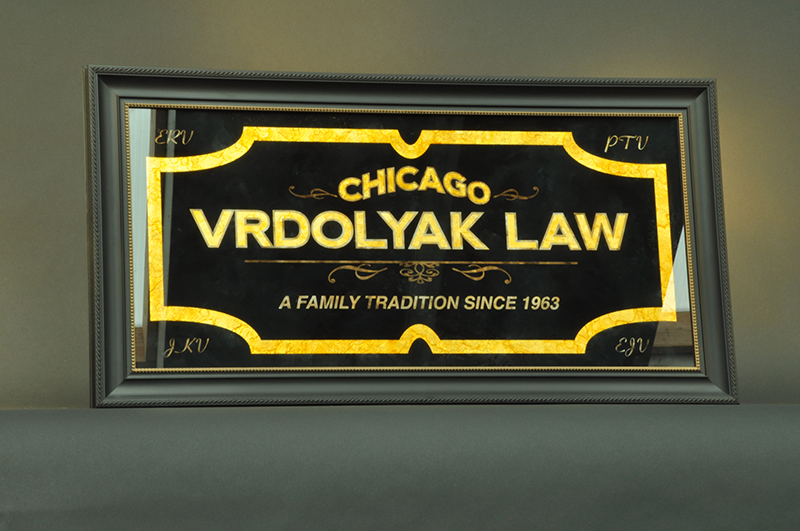 ERV
PTV
CHICAGO
VRDOLYAK LAW
A FAMILY TRADITION SINCE 1963
JKV
EJV